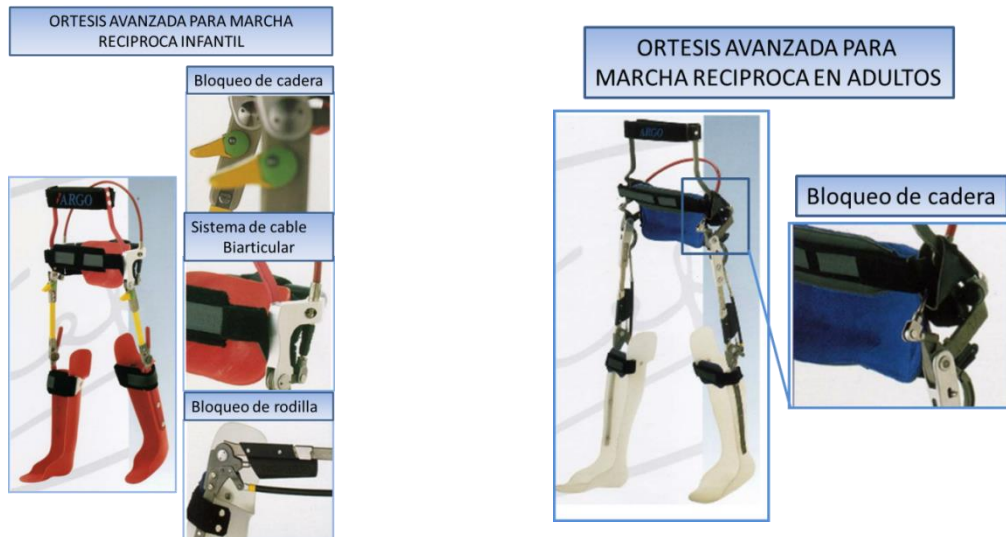 ORTESIS AVANZADA PARA MARCHA
RECIPROCA INFANTIL
Bloqueo de cadera
ARGO
Sistema de cable
Biarticular
Bloqueo de rodilla
ORTESIS AVANZADA PARA
MARCHA RECIPROCA EN ADULTOS
ARGO
Bloqueo de cadera